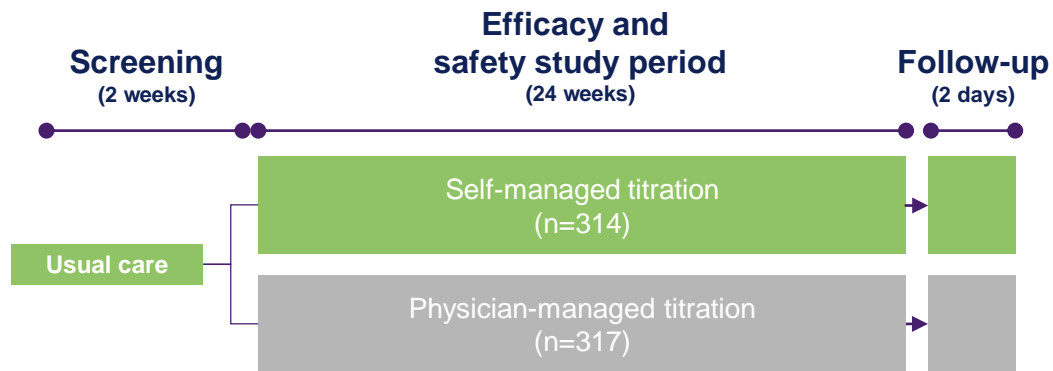 Screening
(2 weeks)
Efficacy and
safety study period
(24 weeks)
Follow-up
(2 days)
Usual care
Self-managed titration
(n=314)
Physician-managed titration
(n=317)